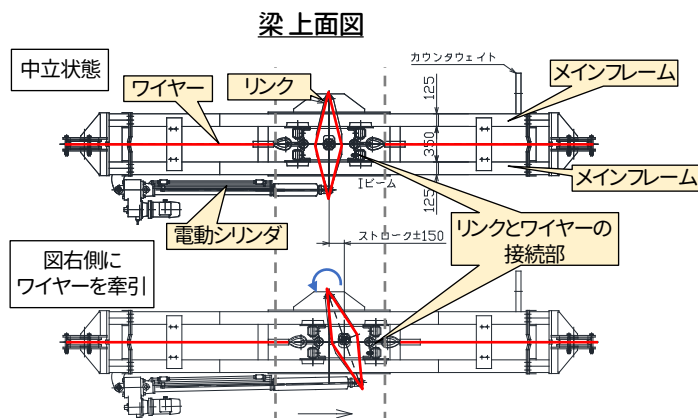 梁 上面図
中立状態
ワイヤー
リンク
カウンタウェイト
メインフレーム
125
350
125
Iビーム
メインフレーム
電動シリンダ
ストローク±150
リンクとワイヤーの
接続部
図右側に
ワイヤーを牽引